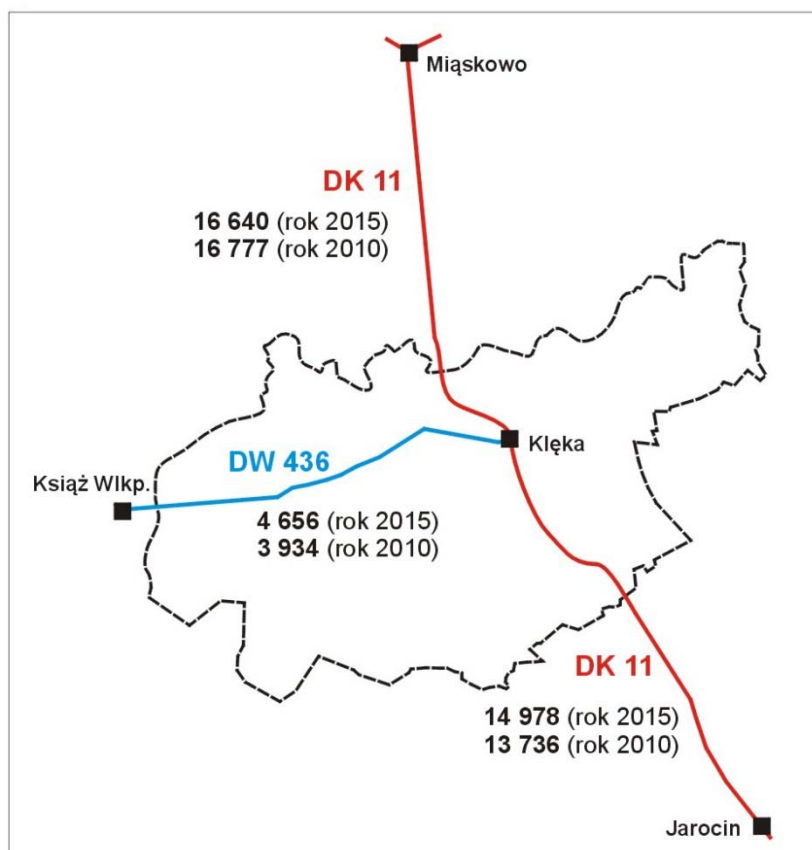 Miąskowo
DK 11
16 640 (rok 2015)
16 777 (rok 2010)
Klęka
DW 436
Książ Wlkp.
4 656 (rok 2015)
3 934 (rok 2010)
DK 11
14 978 (rok 2015)
13 736 (rok 2010)
Jarocin